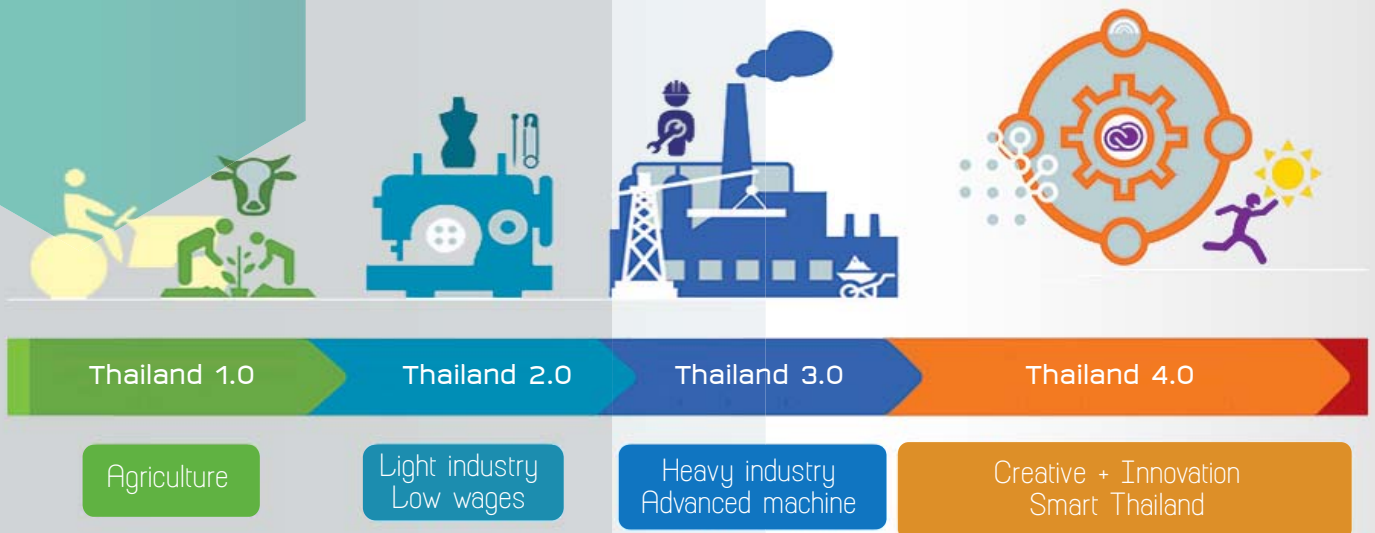 Thailand 1.0
Thailand 2.0
Thailand 3.0
Thailand 4.0
Agriculture
Light industry
Low wages
Heavy industry
Advanced machine
Creative + Innovation
Smart Thailand